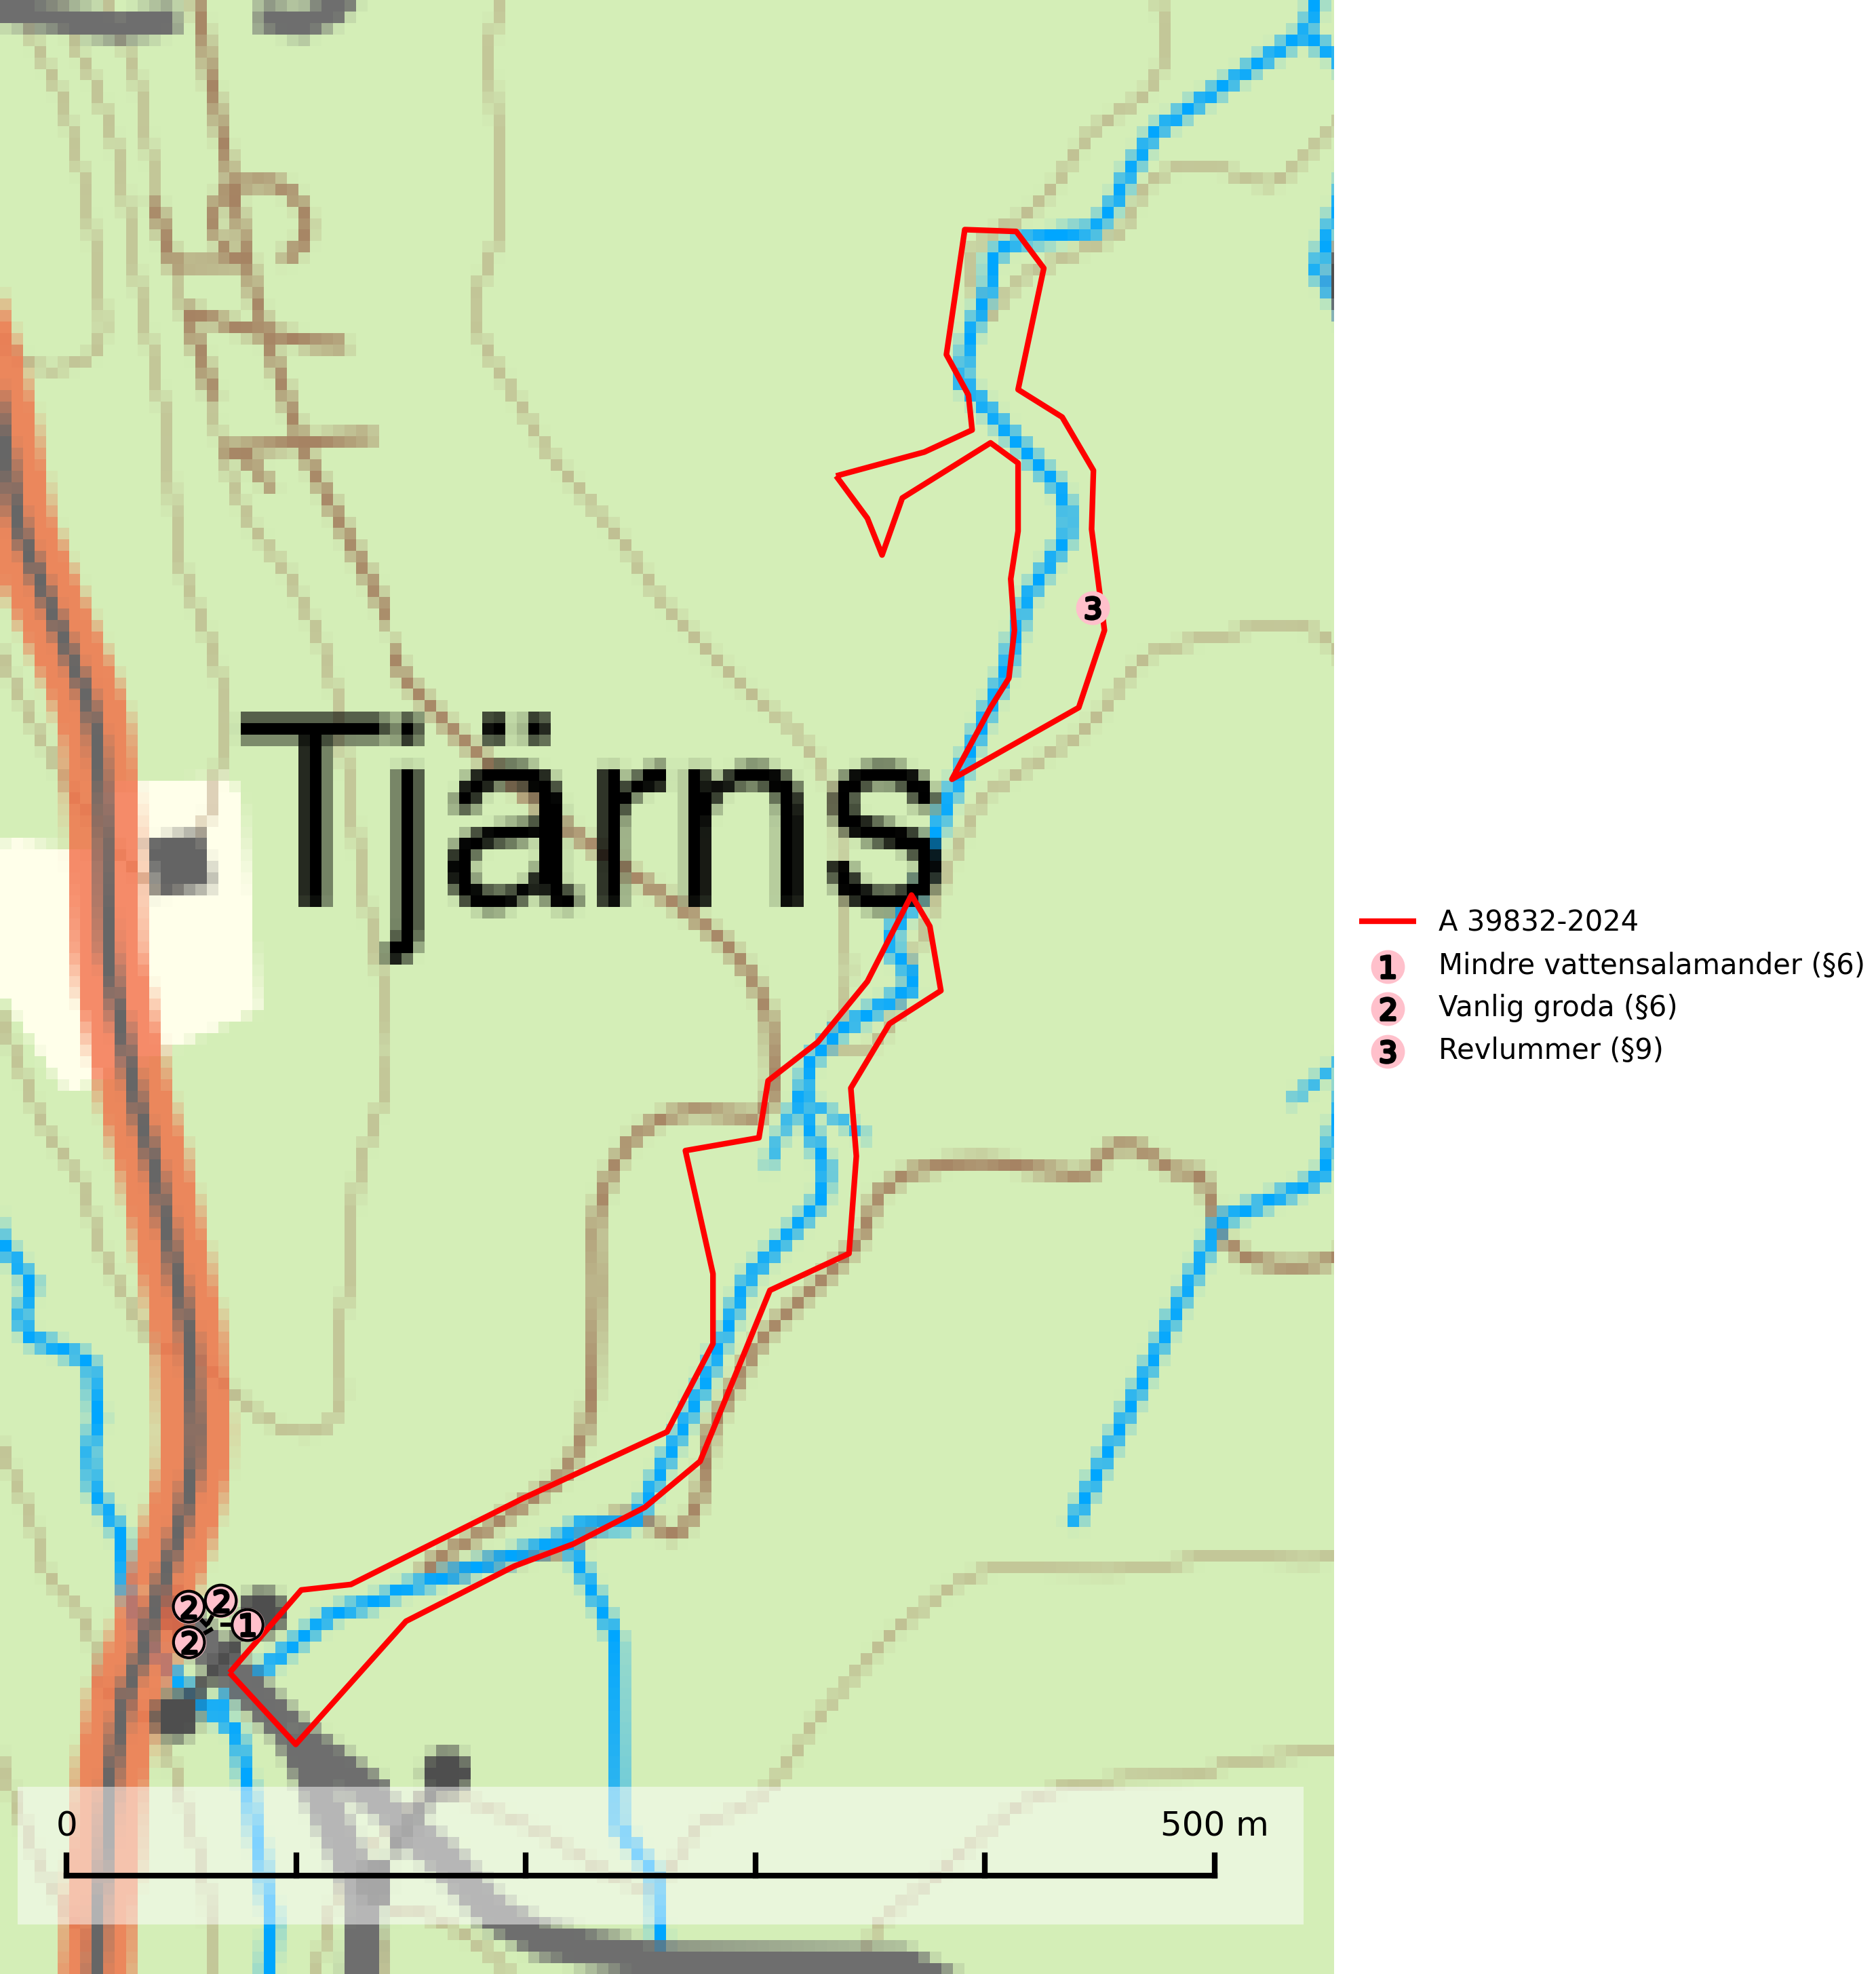 Tjärns
3
A 39832-2024
1 Mindre vattensalamander (§6)
2 Vanlig groda (§6)
3 Revlummer (§9)
2 2
1
2
0 500 m